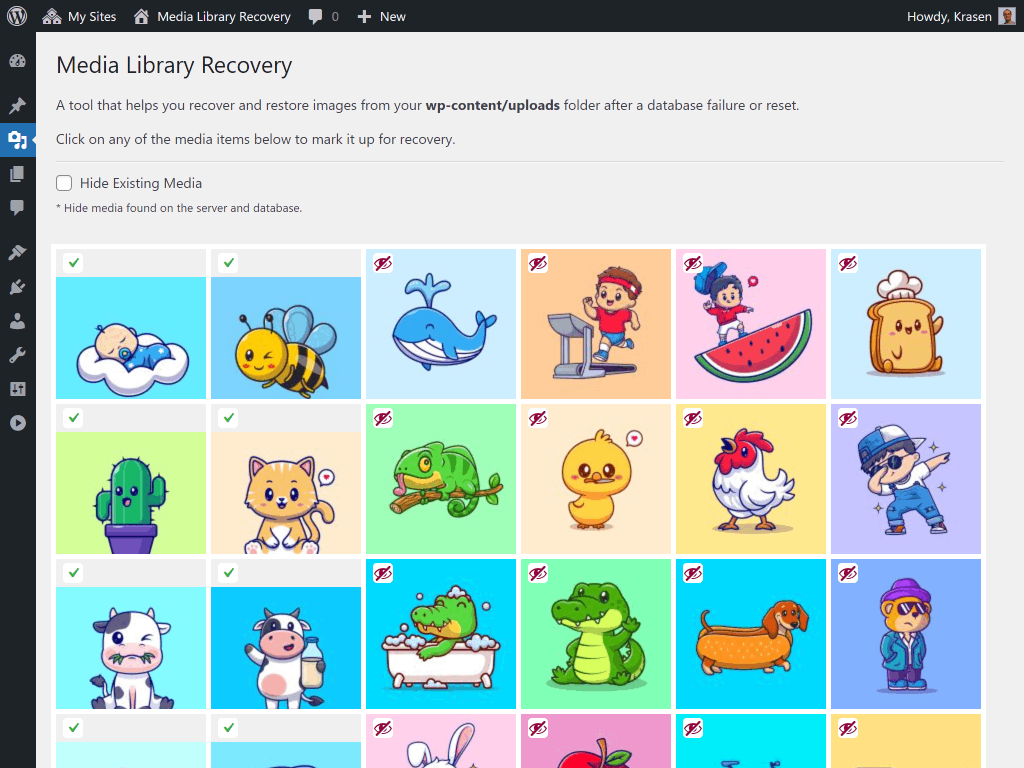 My Sites Media Library Recovery 0 New Howdy, Krasen
Media Library Recovery
A tool that helps you recover and restore images from your wp-content/uploads folder after a database failure or reset.
Click on any of the media items below to mark it up for recovery.
Hide Existing Media
* Hide media found on the server and database.